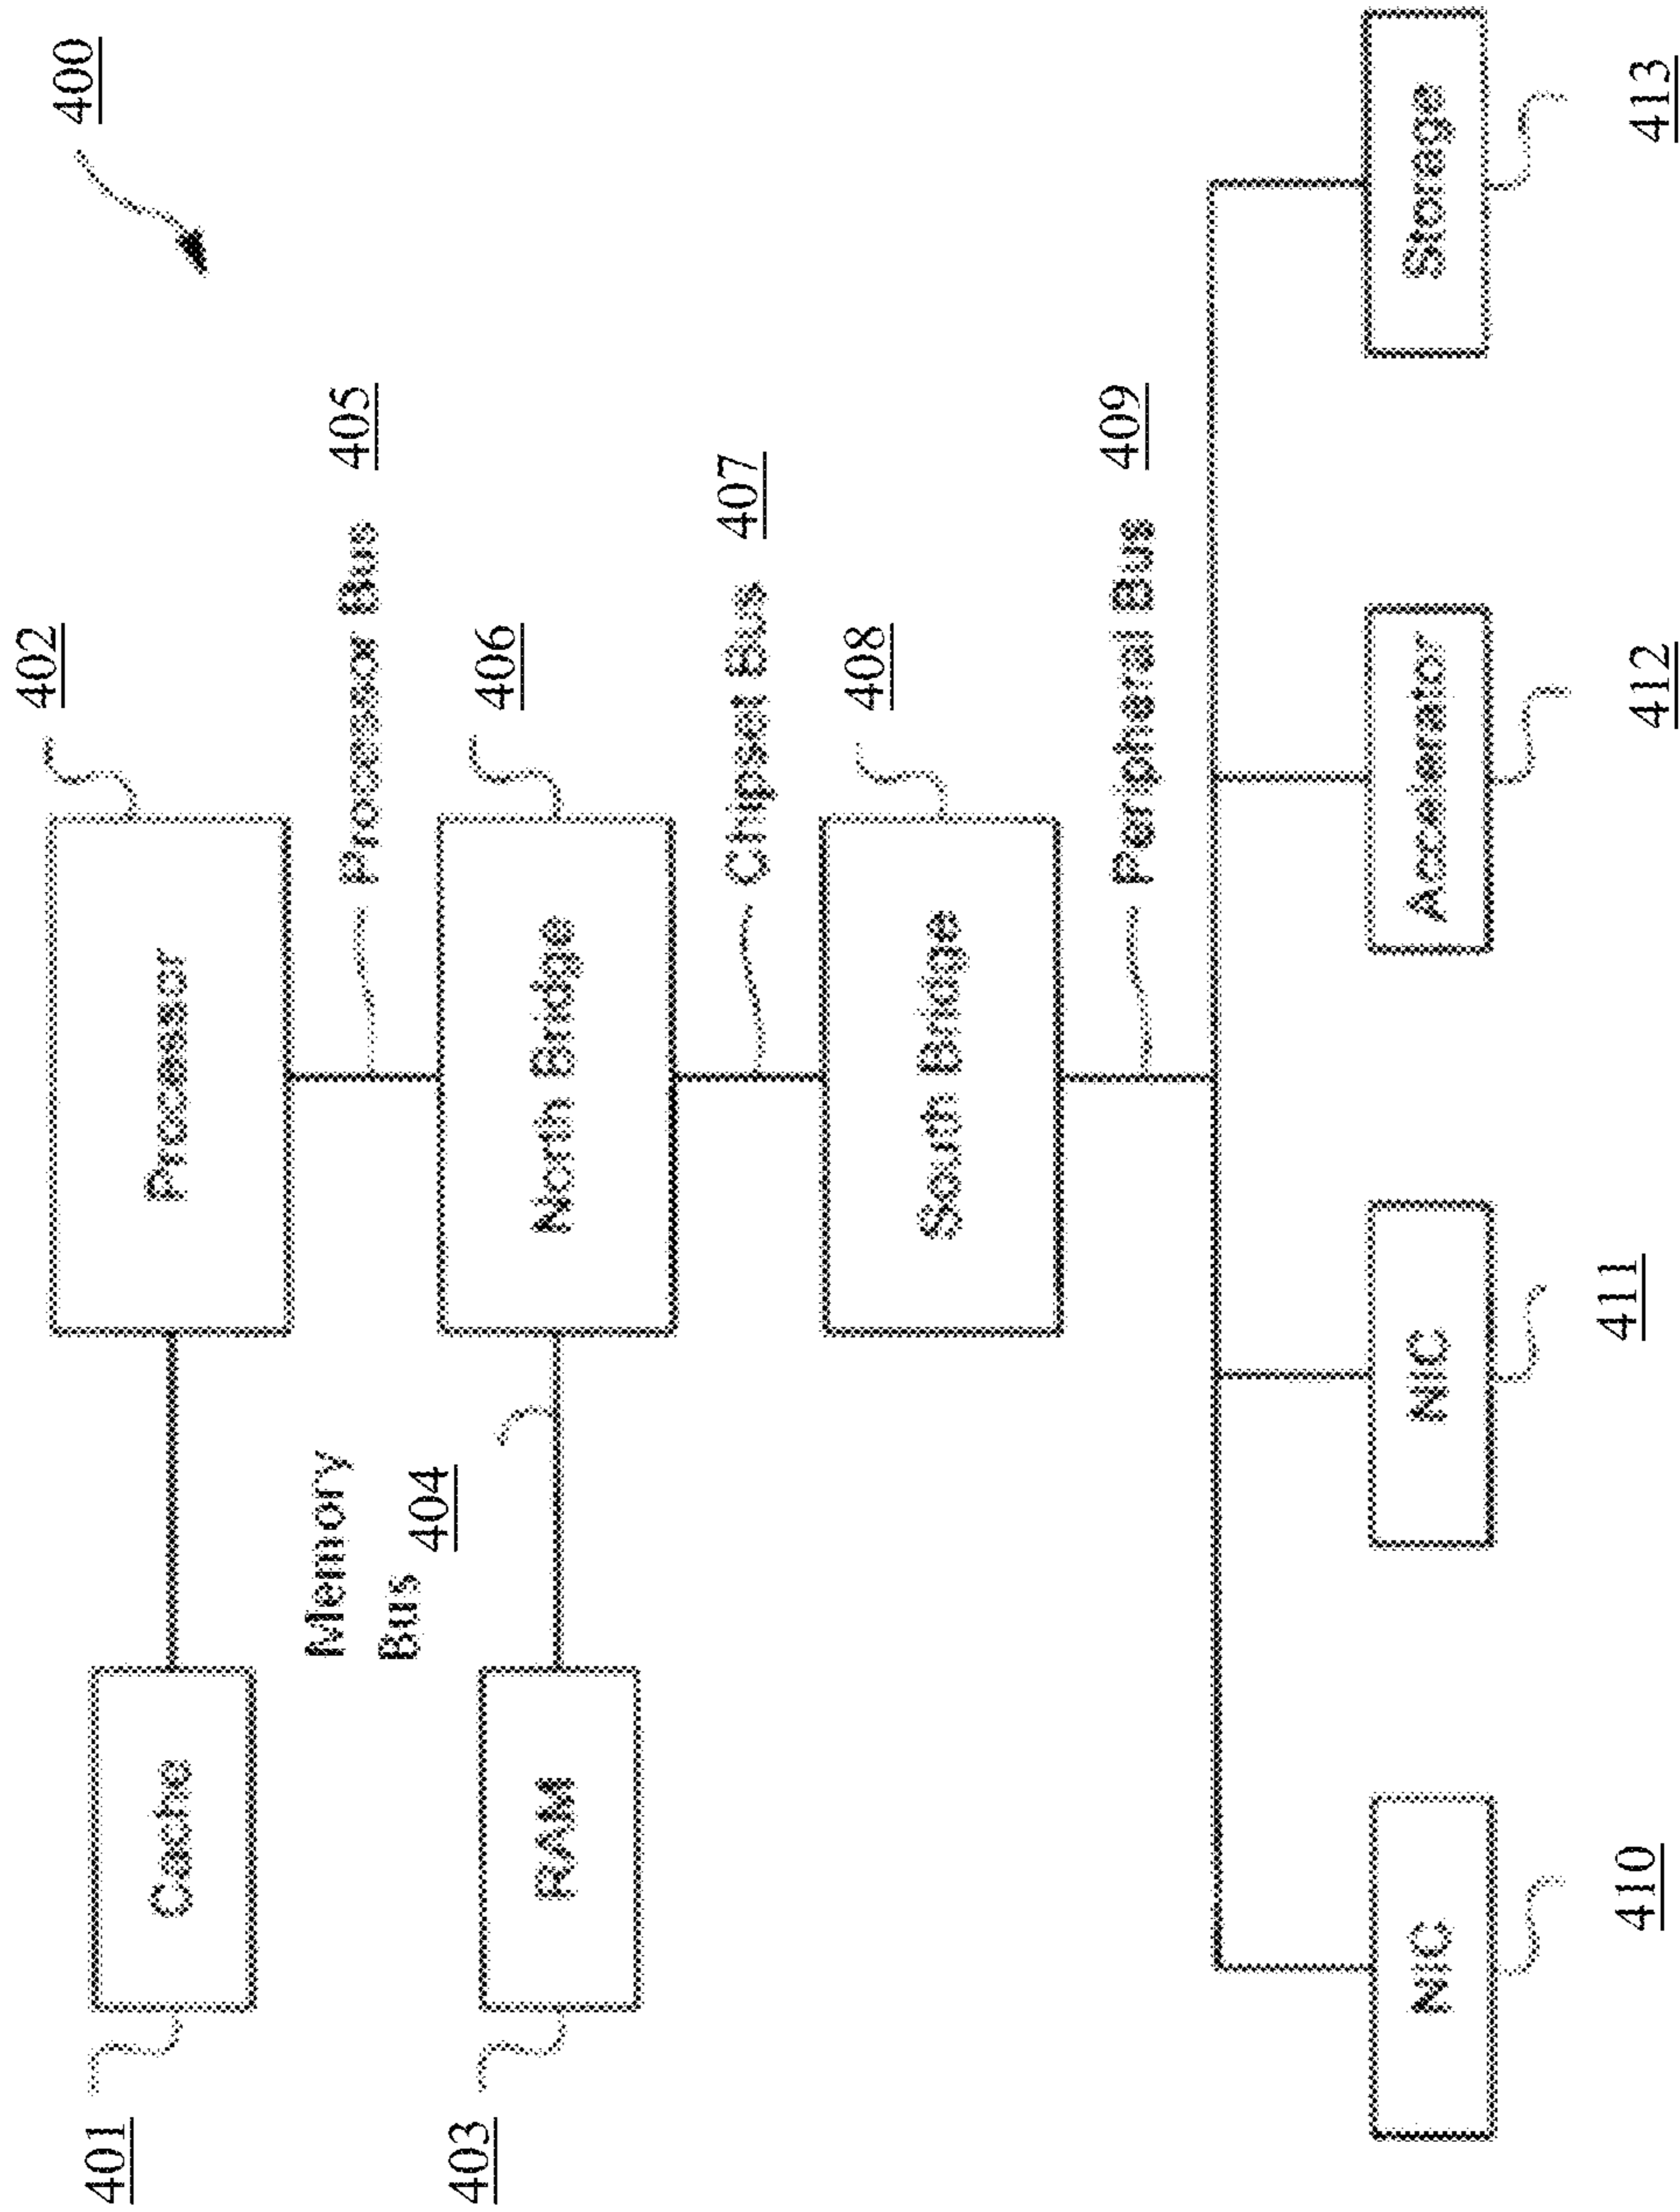 400
402
401
Cache
Processor
Processor Bus 405
Memory
Bus 404
406
403
RAM
North Bridge
Chipset Bus 407
408
South Bridge
Peripheral Bus 409
NIC
NIC
Accelerator
Storage
410
411
412
413